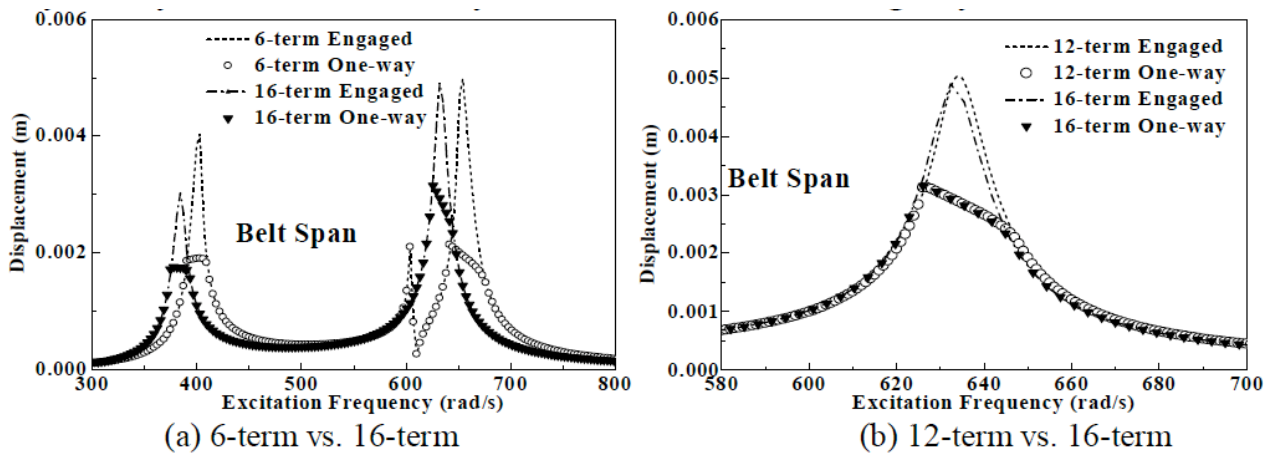 0.006
6-term Engaged
6-term One-way
16-term Engaged
16-term One-way
0.004
Displacement (m)
Belt Span
0.002
0.000
300 400 500 600 700 800
Excitation Frequency (rad/s)
(a) 6-term vs. 16-term
0.006
12-term Engaged
12-term One-way
16-term Engaged
16-term One-way
0.005
0.004
Displacement (m)
Belt Span
0.003
0.002
0.001
0.000
580 600 620 640 660 680 700
Excitation Frequency (rad/s)
(b) 12-term vs. 16-term